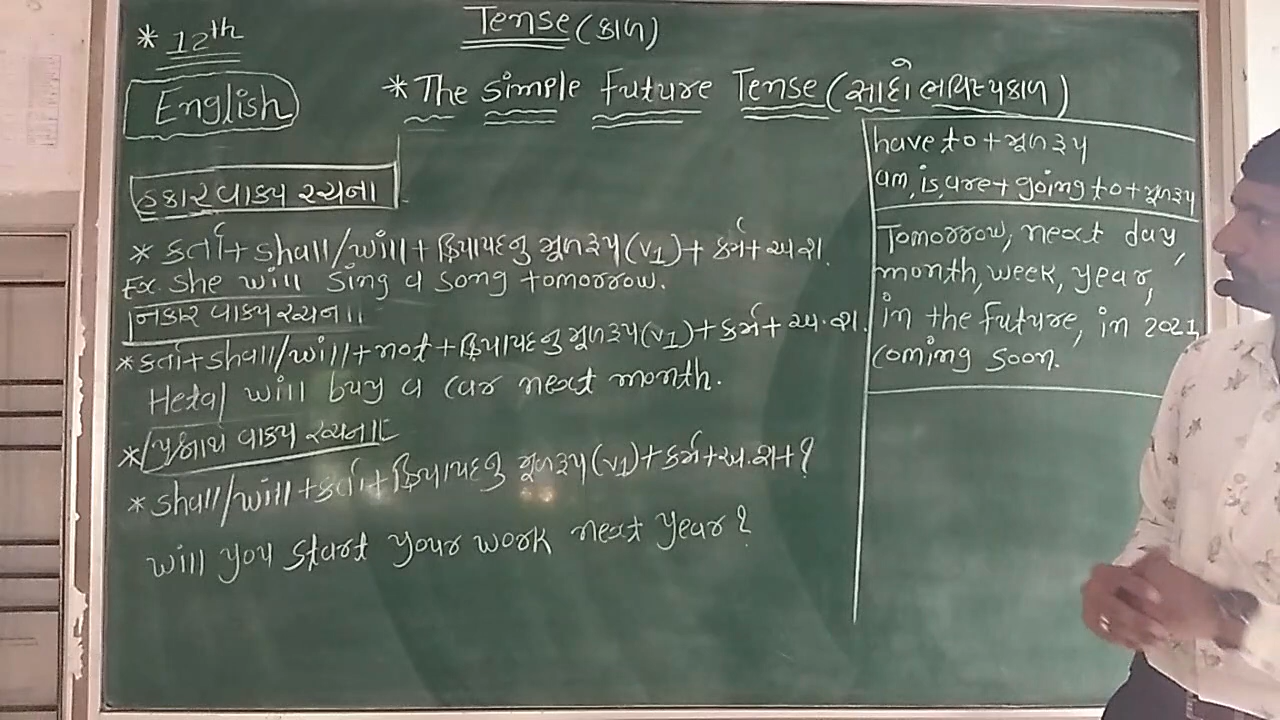 Tense (કાળ)
* 12th
English
* The Simple Future Tense (સાદો ભવિષ્યકાળ)
હકાર વાક્ય રચના
* કર્તા + shall/will + ક્રિયાપદનુ મૂળરૂપ (V1) + કર્મ + અ.શ.
Ex. She will Sing a song tomorrow.
નકાર વાક્ય રચના
* કર્તા + shall/will + not + ક્રિયાપદનુ મૂળરૂપ (V1) + કર્મ + અ.શ.
Hetal will buy a car next month.
* પ્રશ્નાર્થ વાક્ય રચના
* shall/will + કર્તા + ક્રિયાપદનુ મૂળરૂપ (V1) + કર્મ + અ.શ. + ?
Will you start your work next year?
have to + મૂળરૂપ
am, is, are + going to + મૂળરૂપ
Tomorrow, next day,
month, week, year,
in the future, in 2021
coming soon.